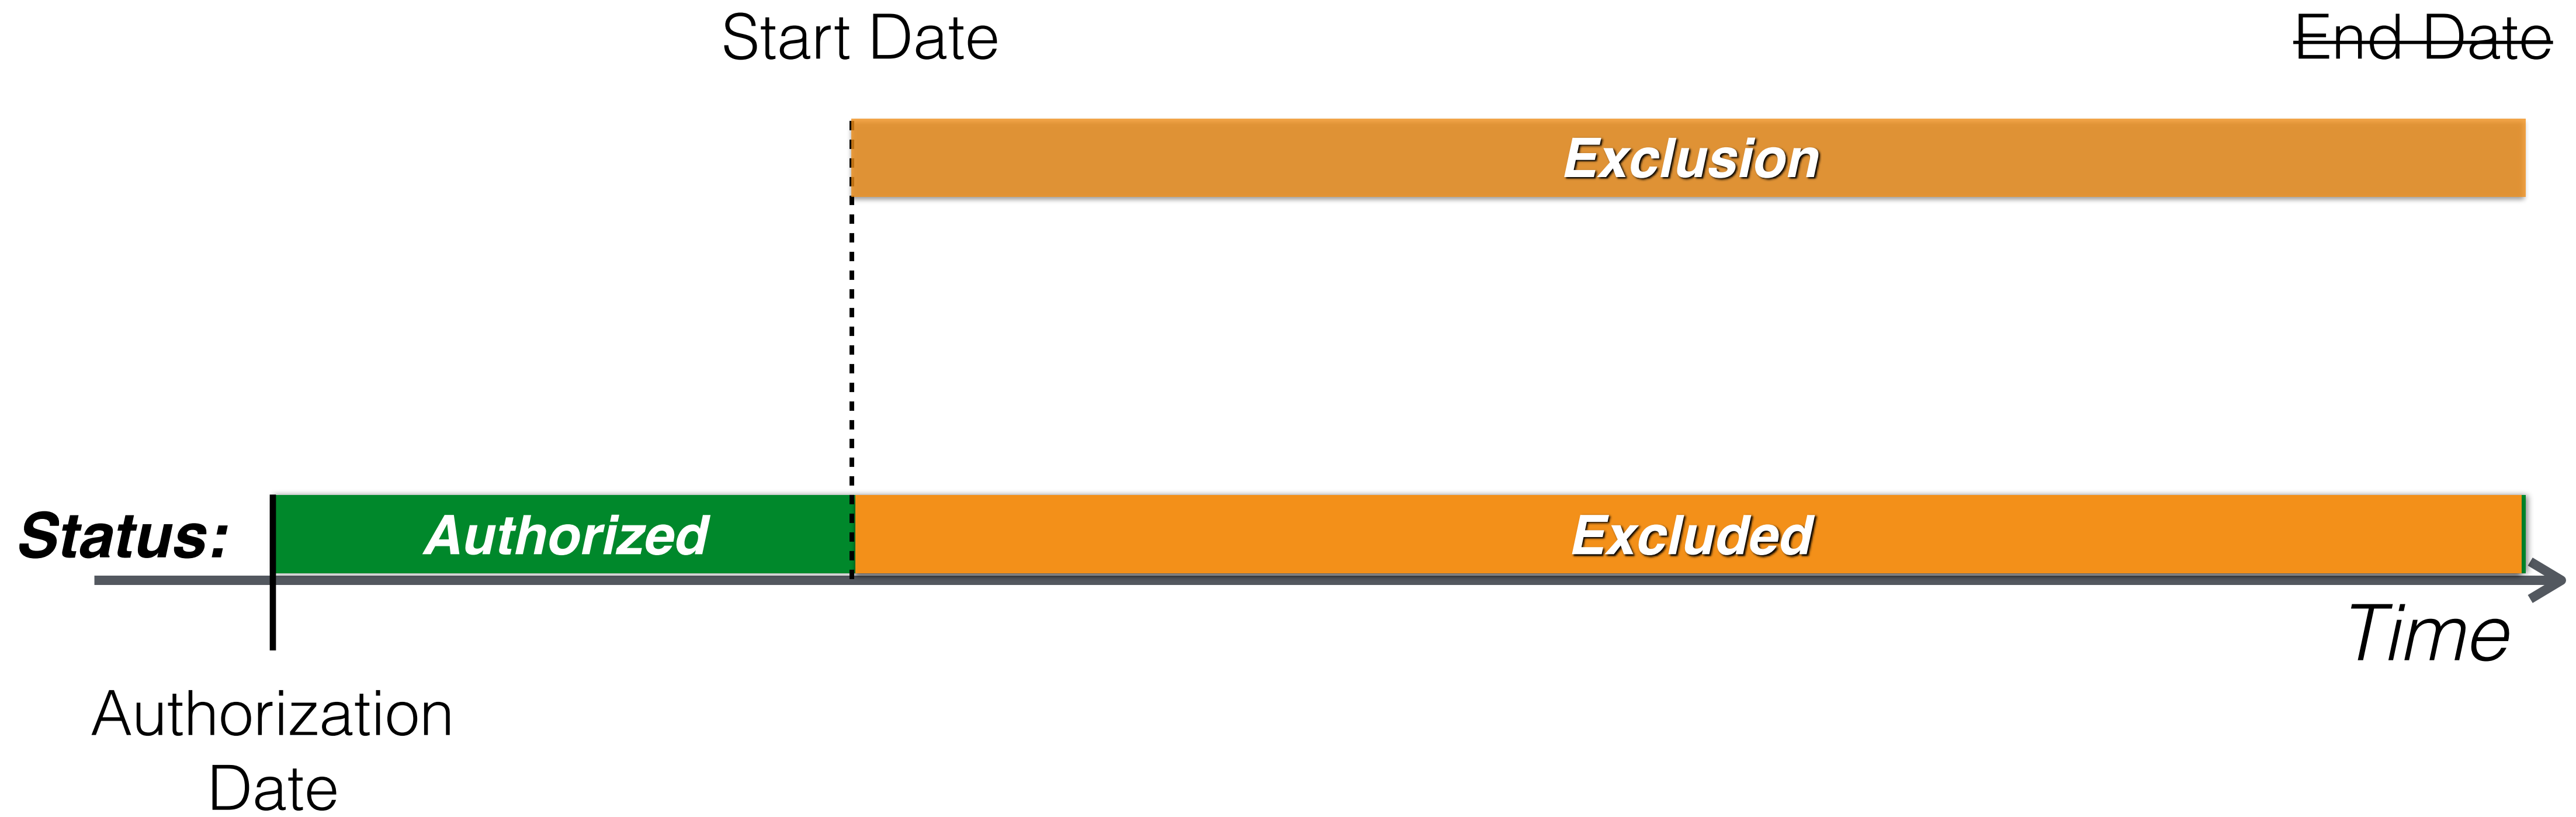 Start Date
End Date
Exclusion
Status:
Authorized
Excluded
Time
Authorization
Date